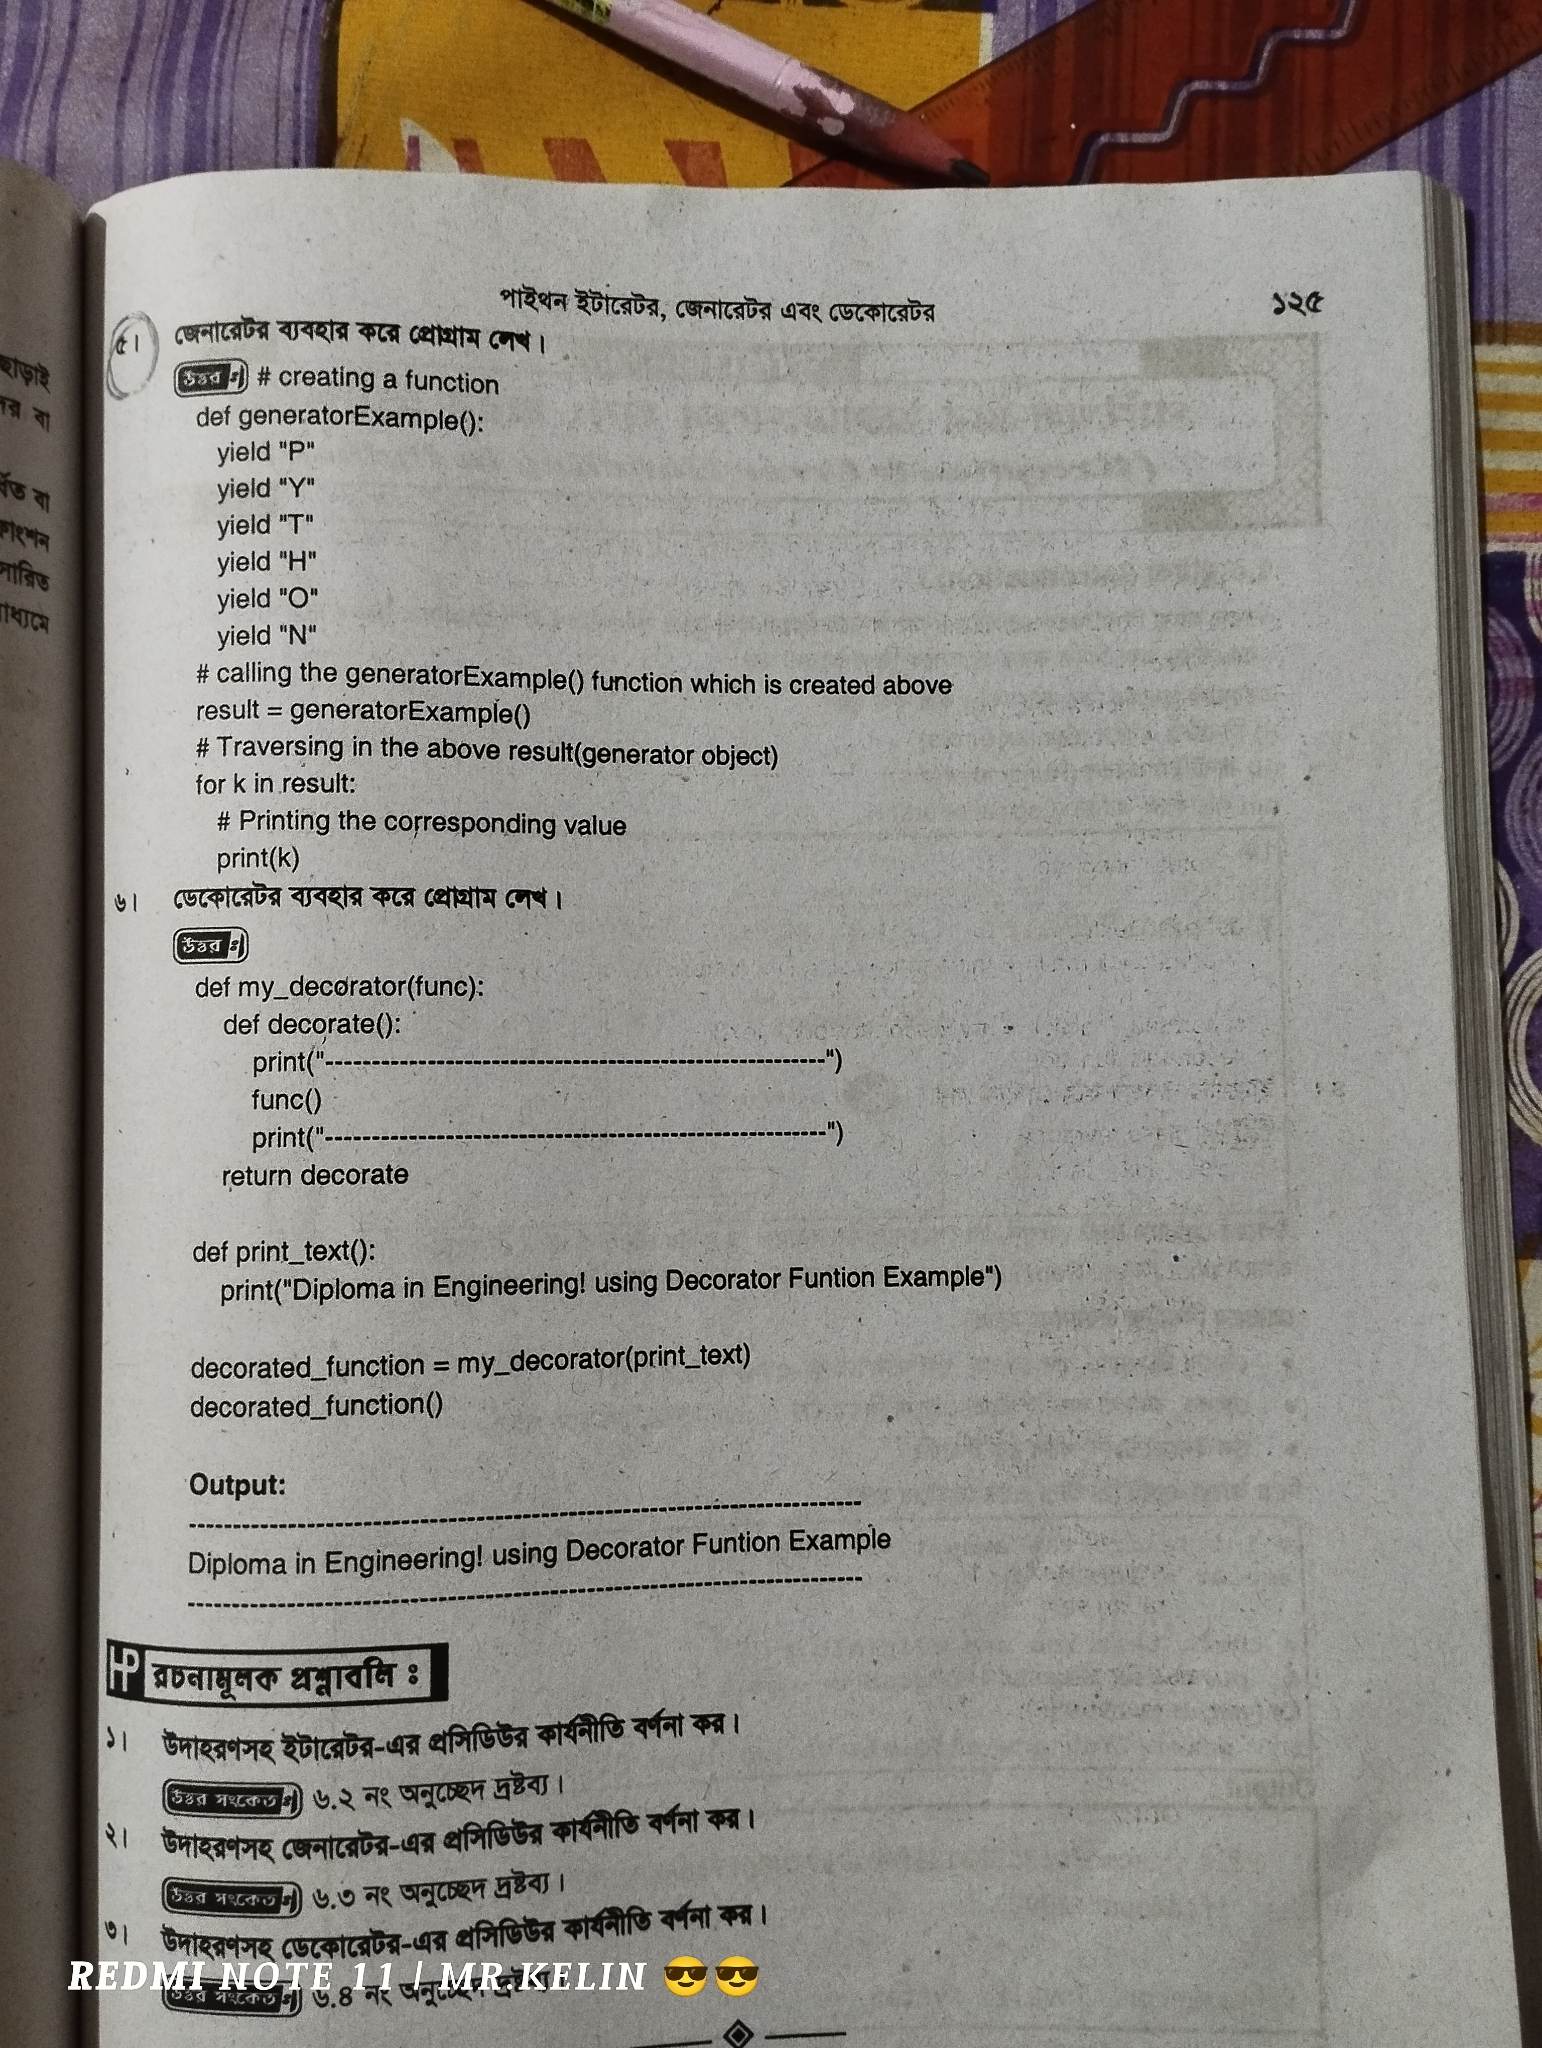 পাইথন ইটারেটর, জেনারেটর এবং ডেকোরেটর ১২৫
৫। জেনারেটর ব্যবহার করে প্রোগ্রাম লেখ।
উত্তর ঃ # creating a function
def generatorExample():
yield "P"
yield "Y"
yield "T"
yield "H"
yield "O"
yield "N"
# calling the generatorExample() function which is created above
result = generatorExample()
# Traversing in the above result(generator object)
for k in result:
# Printing the corresponding value
print(k)
৬। ডেকোরেটর ব্যবহার করে প্রোগ্রাম লেখ।
উত্তর ঃ
def my_decorator(func):
def decorate():
print("------------------------------------------------------")
func()
print("------------------------------------------------------")
return decorate
def print_text():
print("Diploma in Engineering! using Decorator Funtion Example")
decorated_function = my_decorator(print_text)
decorated_function()
Output:
------------------------------------------------------
Diploma in Engineering! using Decorator Funtion Example
------------------------------------------------------
HP রচনামূলক প্রশ্নাবলি ঃ
১। উদাহরণসহ ইটারেটর-এর প্রসিডিউর কার্যনীতি বর্ণনা কর।
উত্তর সংকেত ঃ ৬.২ নং অনুচ্ছেদ দ্রষ্টব্য।
২। উদাহরণসহ জেনারেটর-এর প্রসিডিউর কার্যনীতি বর্ণনা কর।
উত্তর সংকেত ঃ ৬.৩ নং অনুচ্ছেদ দ্রষ্টব্য।
৩। উদাহরণসহ ডেকোরেটর-এর প্রসিডিউর কার্যনীতি বর্ণনা কর।
উত্তর সংকেত ঃ ৬.৪ নং অনুচ্ছেদ দ্রষ্টব্য।
REDMI NOTE 11 | MR.KELIN 😎😎